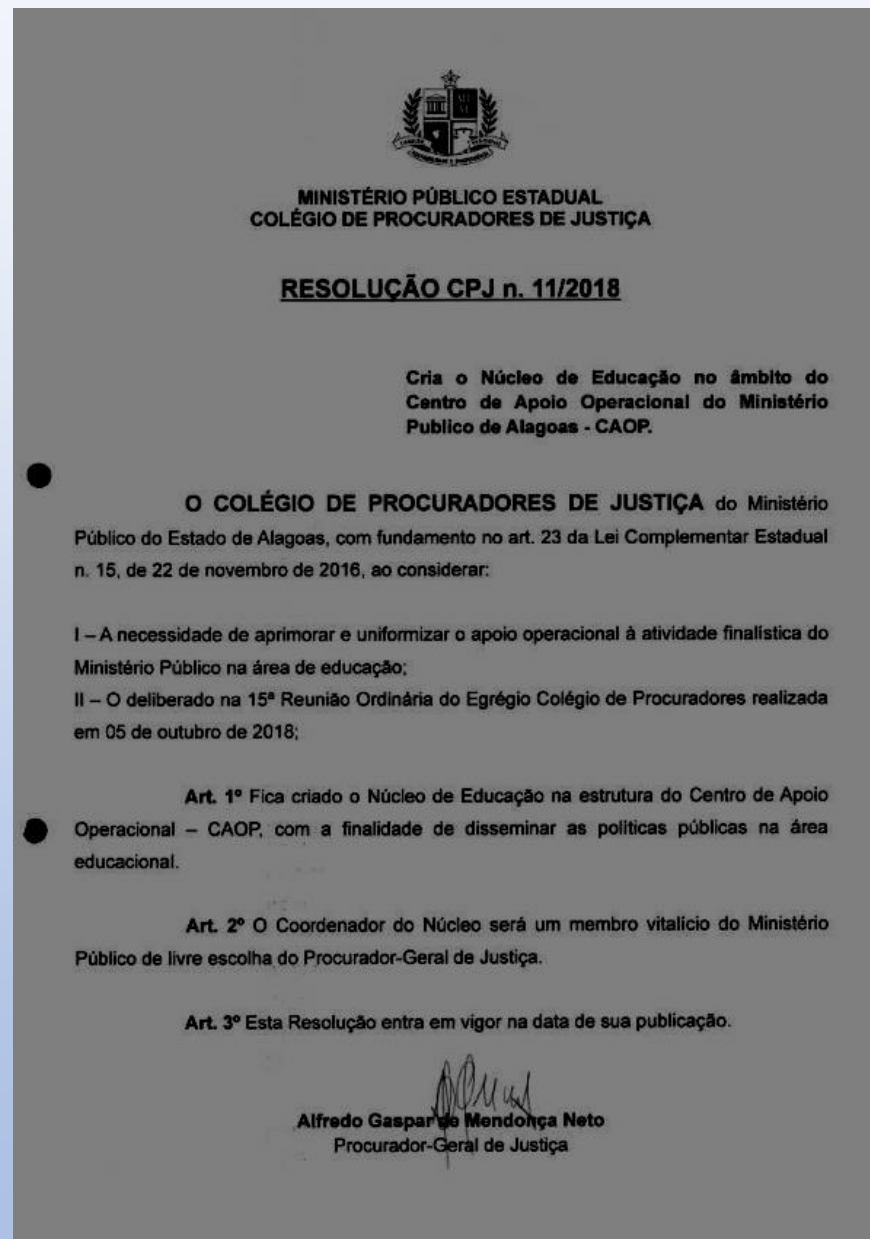 MINISTÉRIO PÚBLICO ESTADUAL
COLÉGIO DE PROCURADORES DE JUSTIÇA
RESOLUÇÃO CPJ n. 11/2018
Cria o Núcleo de Educação no âmbito do
Centro de Apoio Operacional do Ministério
Publico de Alagoas - CAOP.
O COLÉGIO DE PROCURADORES DE JUSTIÇA do Ministério
Público do Estado de Alagoas, com fundamento no art. 23 da Lei Complementar Estadual
n. 15, de 22 de novembro de 2016, ao considerar:
I – A necessidade de aprimorar e uniformizar o apoio operacional à atividade finalística do
Ministério Público na área de educação;
II – O deliberado na 15ª Reunião Ordinária do Egrégio Colégio de Procuradores realizada
em 05 de outubro de 2018;
Art. 1º Fica criado o Núcleo de Educação na estrutura do Centro de Apoio
Operacional – CAOP, com a finalidade de disseminar as politicas públicas na área
educacional.
Art. 2º O Coordenador do Núcleo será um membro vitalício do Ministério
Público de livre escolha do Procurador-Geral de Justiça.
Art. 3º Esta Resolução entra em vigor na data de sua publicação.
Alfredo Gaspar de Mendonça Neto
Procurador-Geral de Justiça